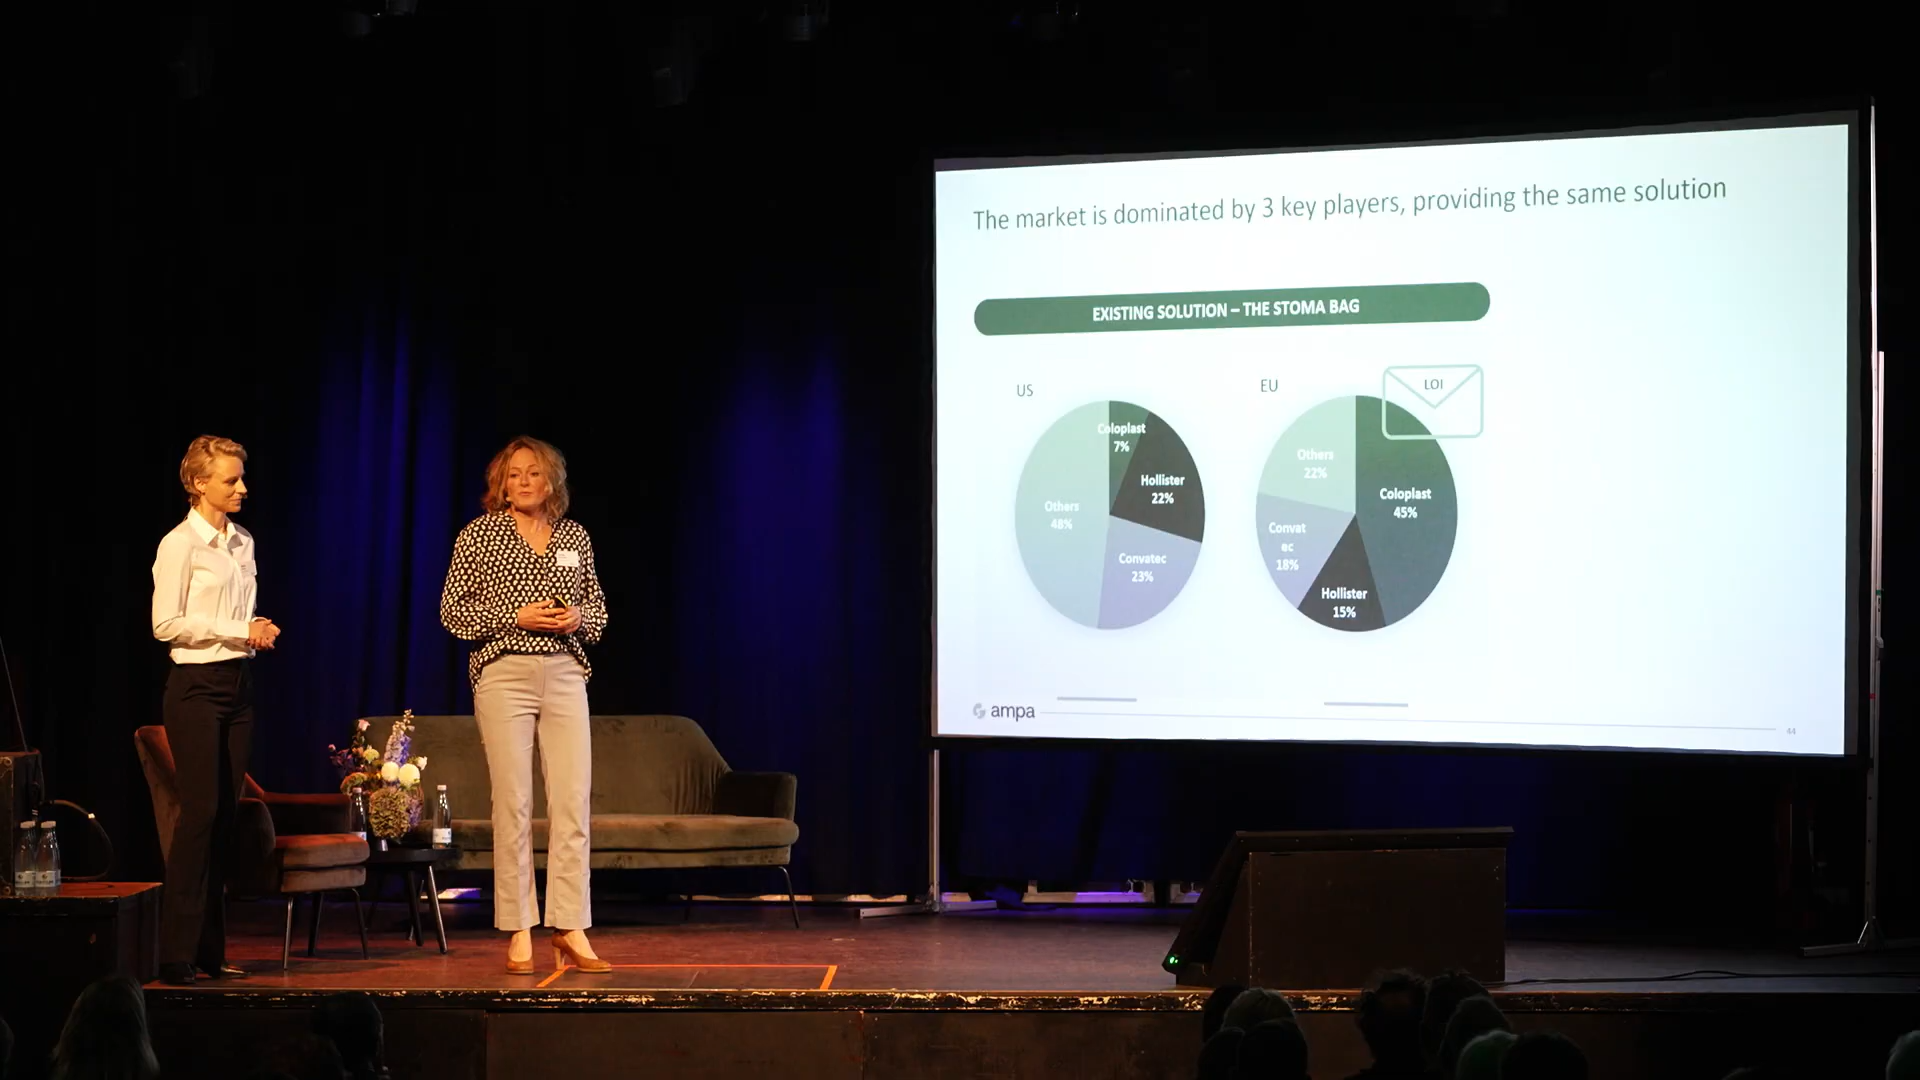 The market is dominated by 3 key players, providing the same solution
EXISTING SOLUTION – THE STOMA BAG
US
Coloplast
7%
Hollister
22%
Convatec
23%
Others
48%
EU
LOI
Coloplast
45%
Hollister
15%
Convat
ec
18%
Others
22%
ampa
44